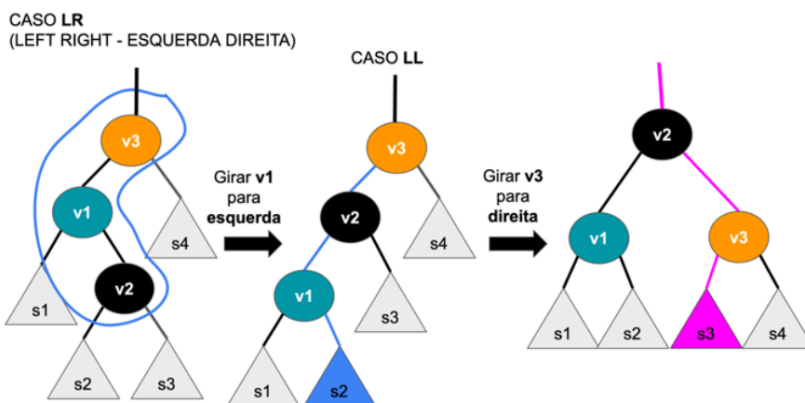 CASO LR
(LEFT RIGHT - ESQUERDA DIREITA)
v3
v1
s4
v2
s1
s2
s3
Girar v1
para
esquerda
CASO LL
v3
v2
s4
v1
s3
s1
s2
Girar v3
para
direita
v2
v1
v3
s1
s2
s3
s4